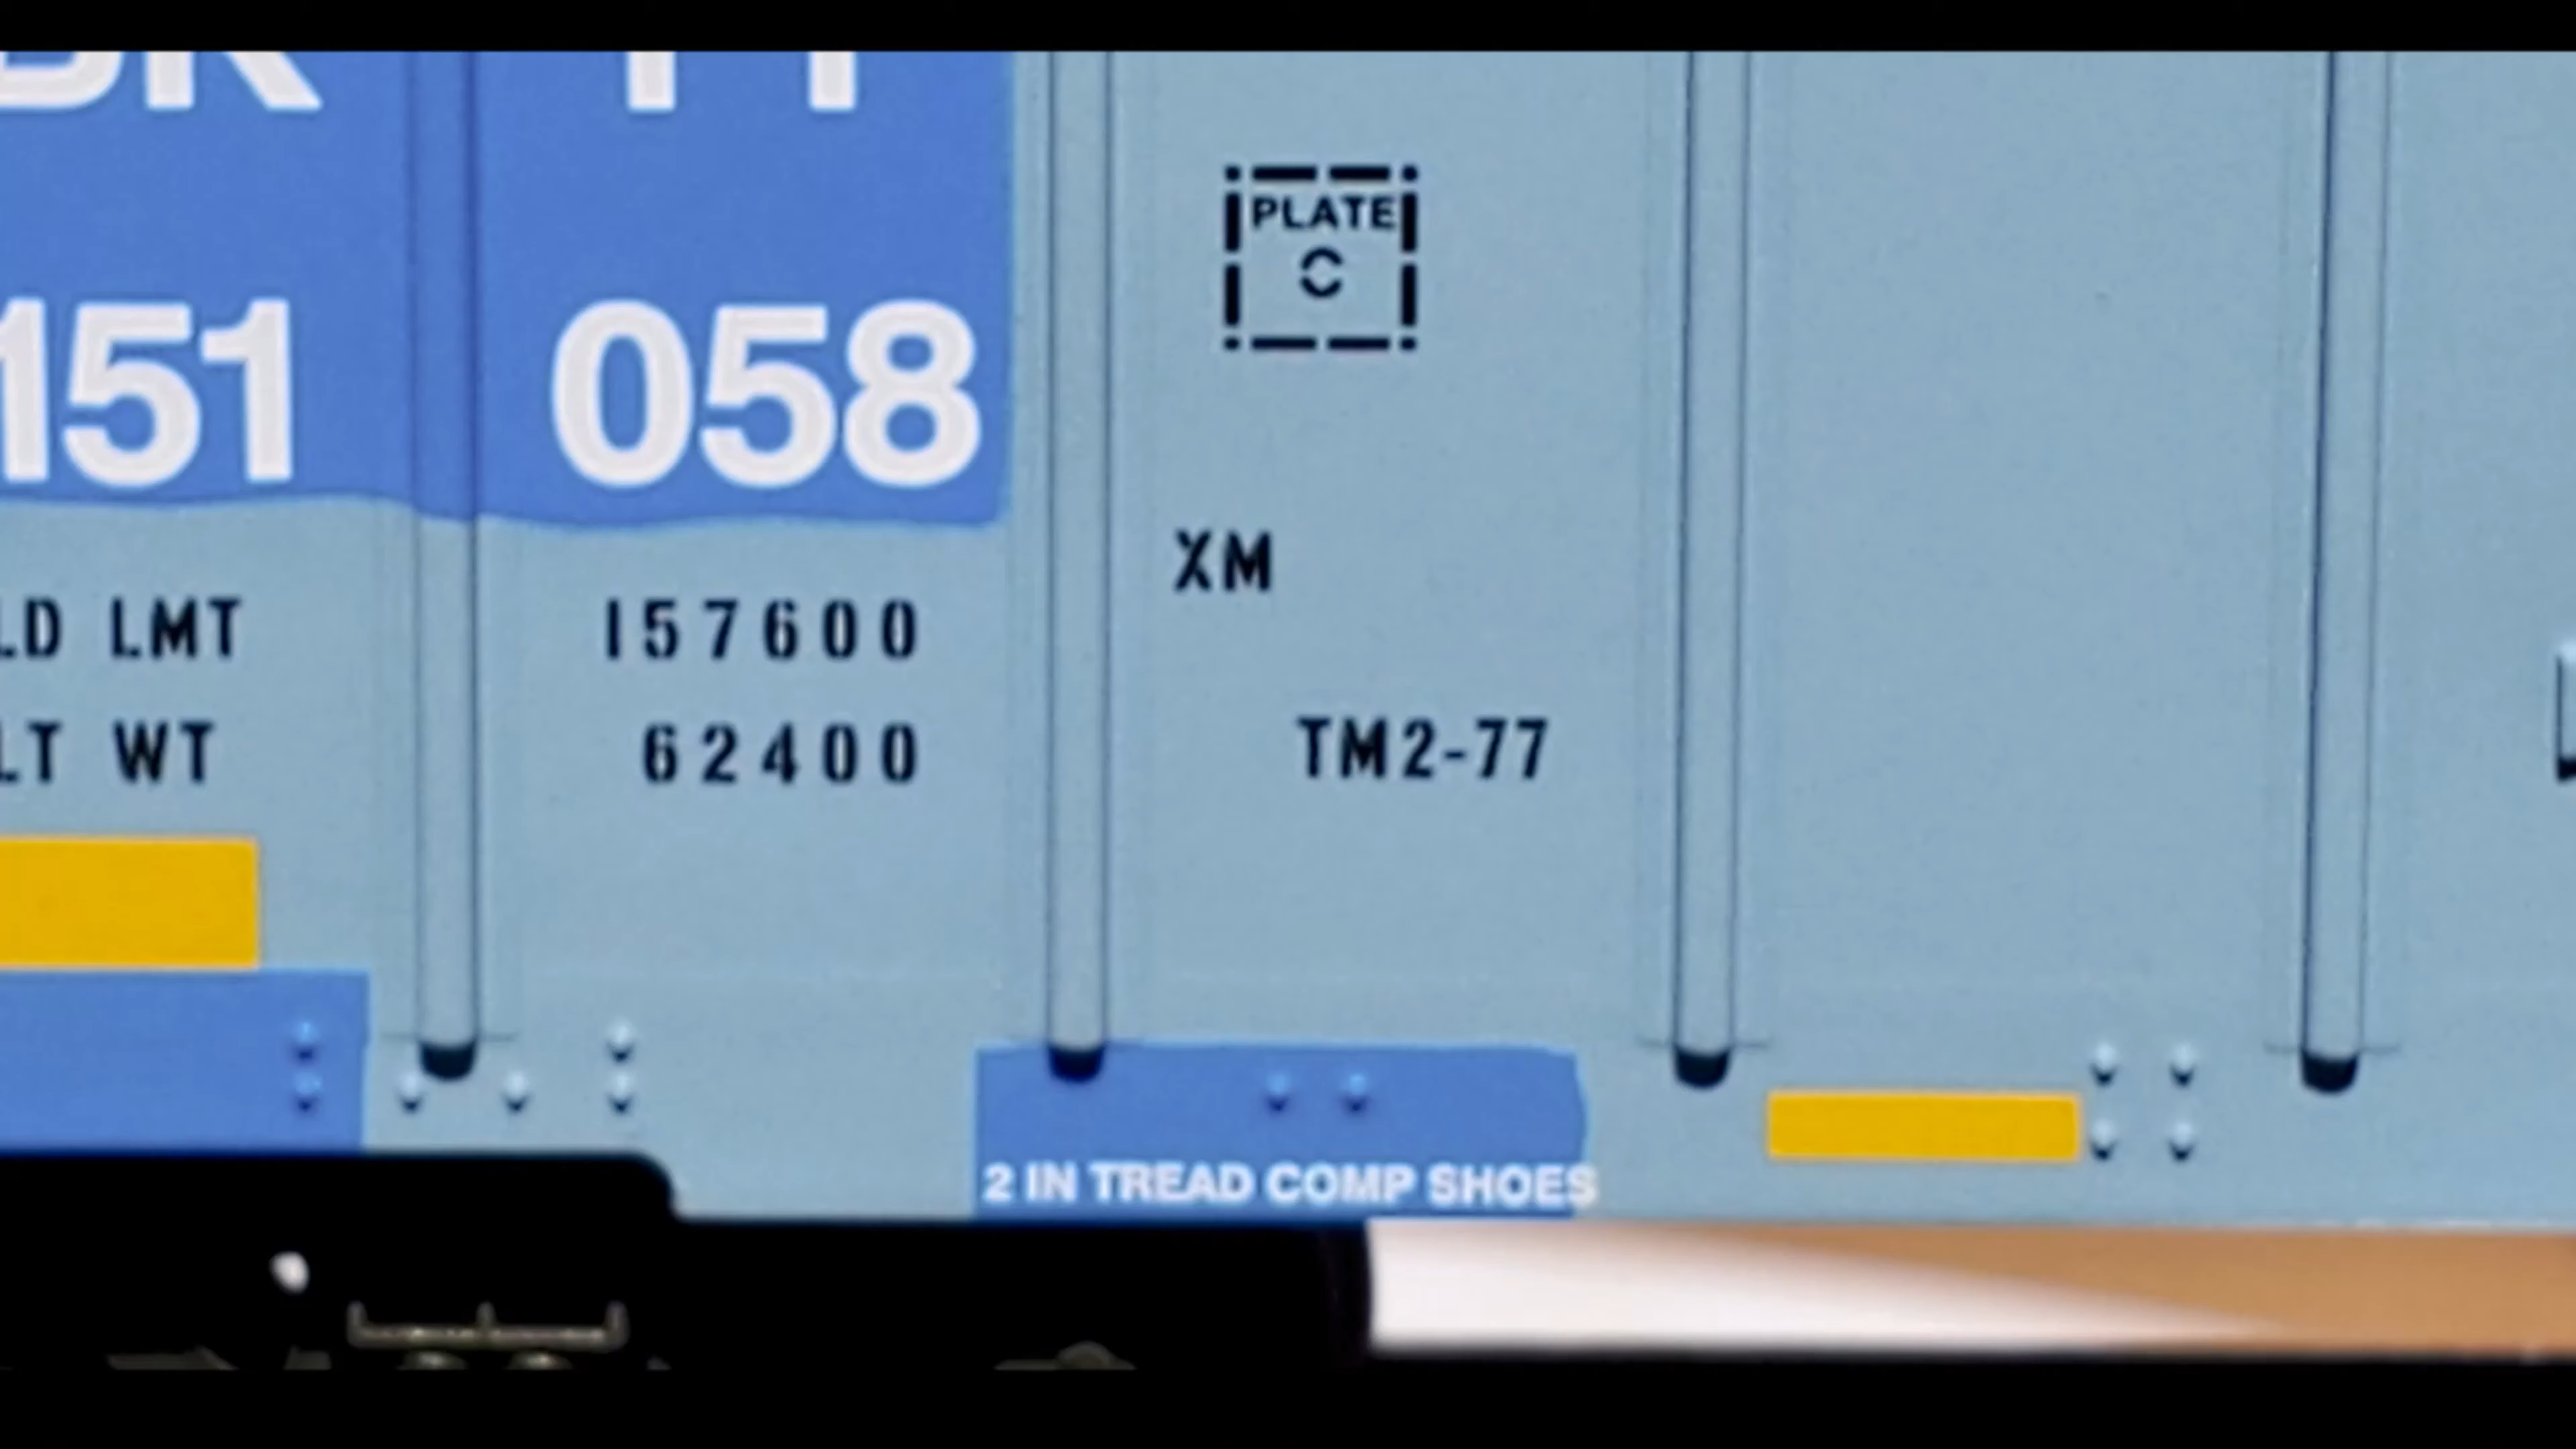 151 058
PLATE
C
XM
LD LMT 157600
LT WT 62400
TM2-77
2 IN TREAD COMP SHOES